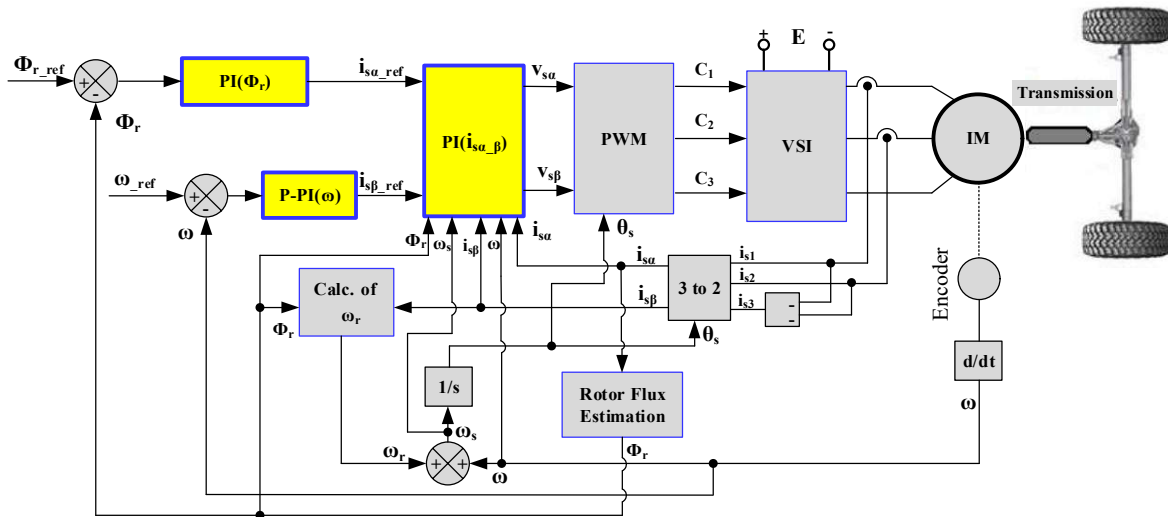 + E -
Φr_ref
+
-
Φr
PI(Φr)
isα_ref
PI(isα_β)
vsα
vsβ
PWM
C1
C2
C3
VSI
IM
Transmission
ω_ref
+
-
ω
P-PI(ω)
isβ_ref
Φr
ωs
isβ
ω
isα
θs
isα
isβ
3 to 2
is1
is2
is3
-
-
θs
Encoder
Calc. of
ωr
Φr
1/s
Rotor Flux
Estimation
d/dt
ω
ωs
ωr
+ +
ω
Φr